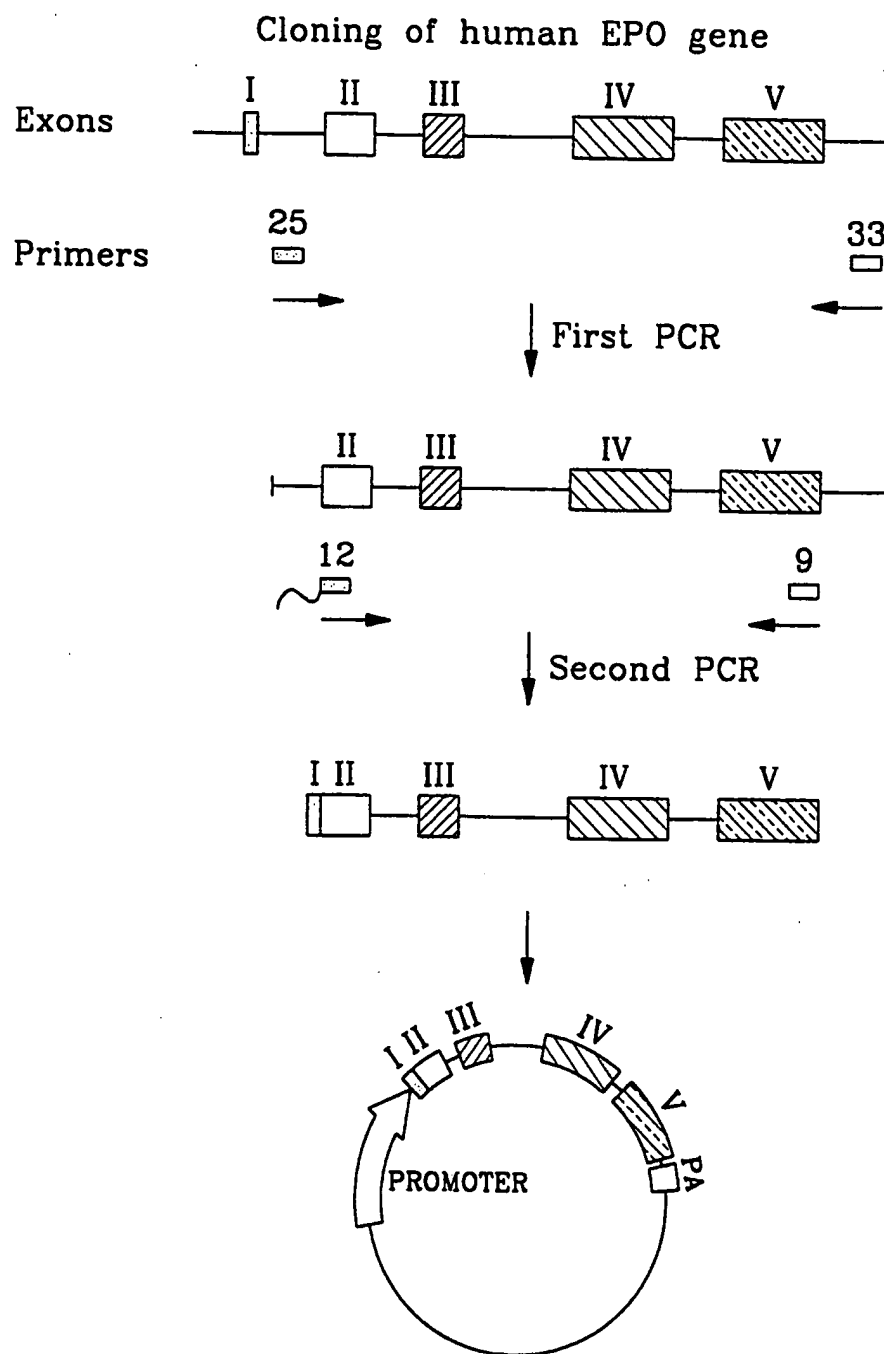 Cloning of human EPO gene
I II III IV V
Exons
25 33
Primers
First PCR
II III IV V
12 9
Second PCR
I II III IV V
I II III IV V PA
PROMOTER